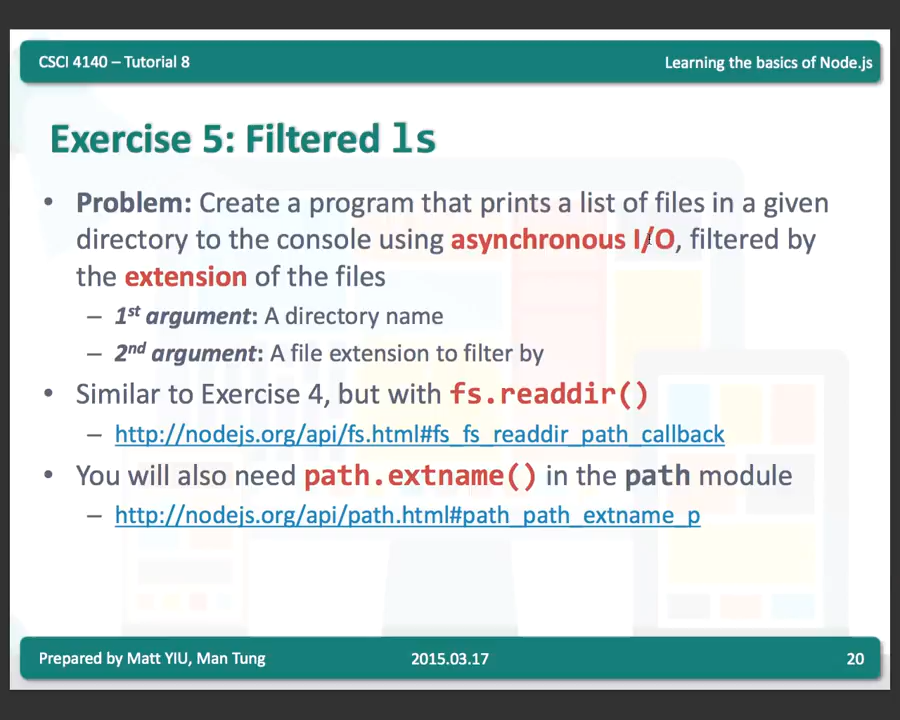 CSCI 4140 – Tutorial 8
Learning the basics of Node.js
Exercise 5: Filtered ls
• Problem: Create a program that prints a list of files in a given
directory to the console using asynchronous I/O, filtered by
the extension of the files
– 1st argument: A directory name
– 2nd argument: A file extension to filter by
• Similar to Exercise 4, but with fs.readdir()
– http://nodejs.org/api/fs.html#fs_fs_readdir_path_callback
• You will also need path.extname() in the path module
– http://nodejs.org/api/path.html#path_path_extname_p
Prepared by Matt YIU, Man Tung
2015.03.17
20